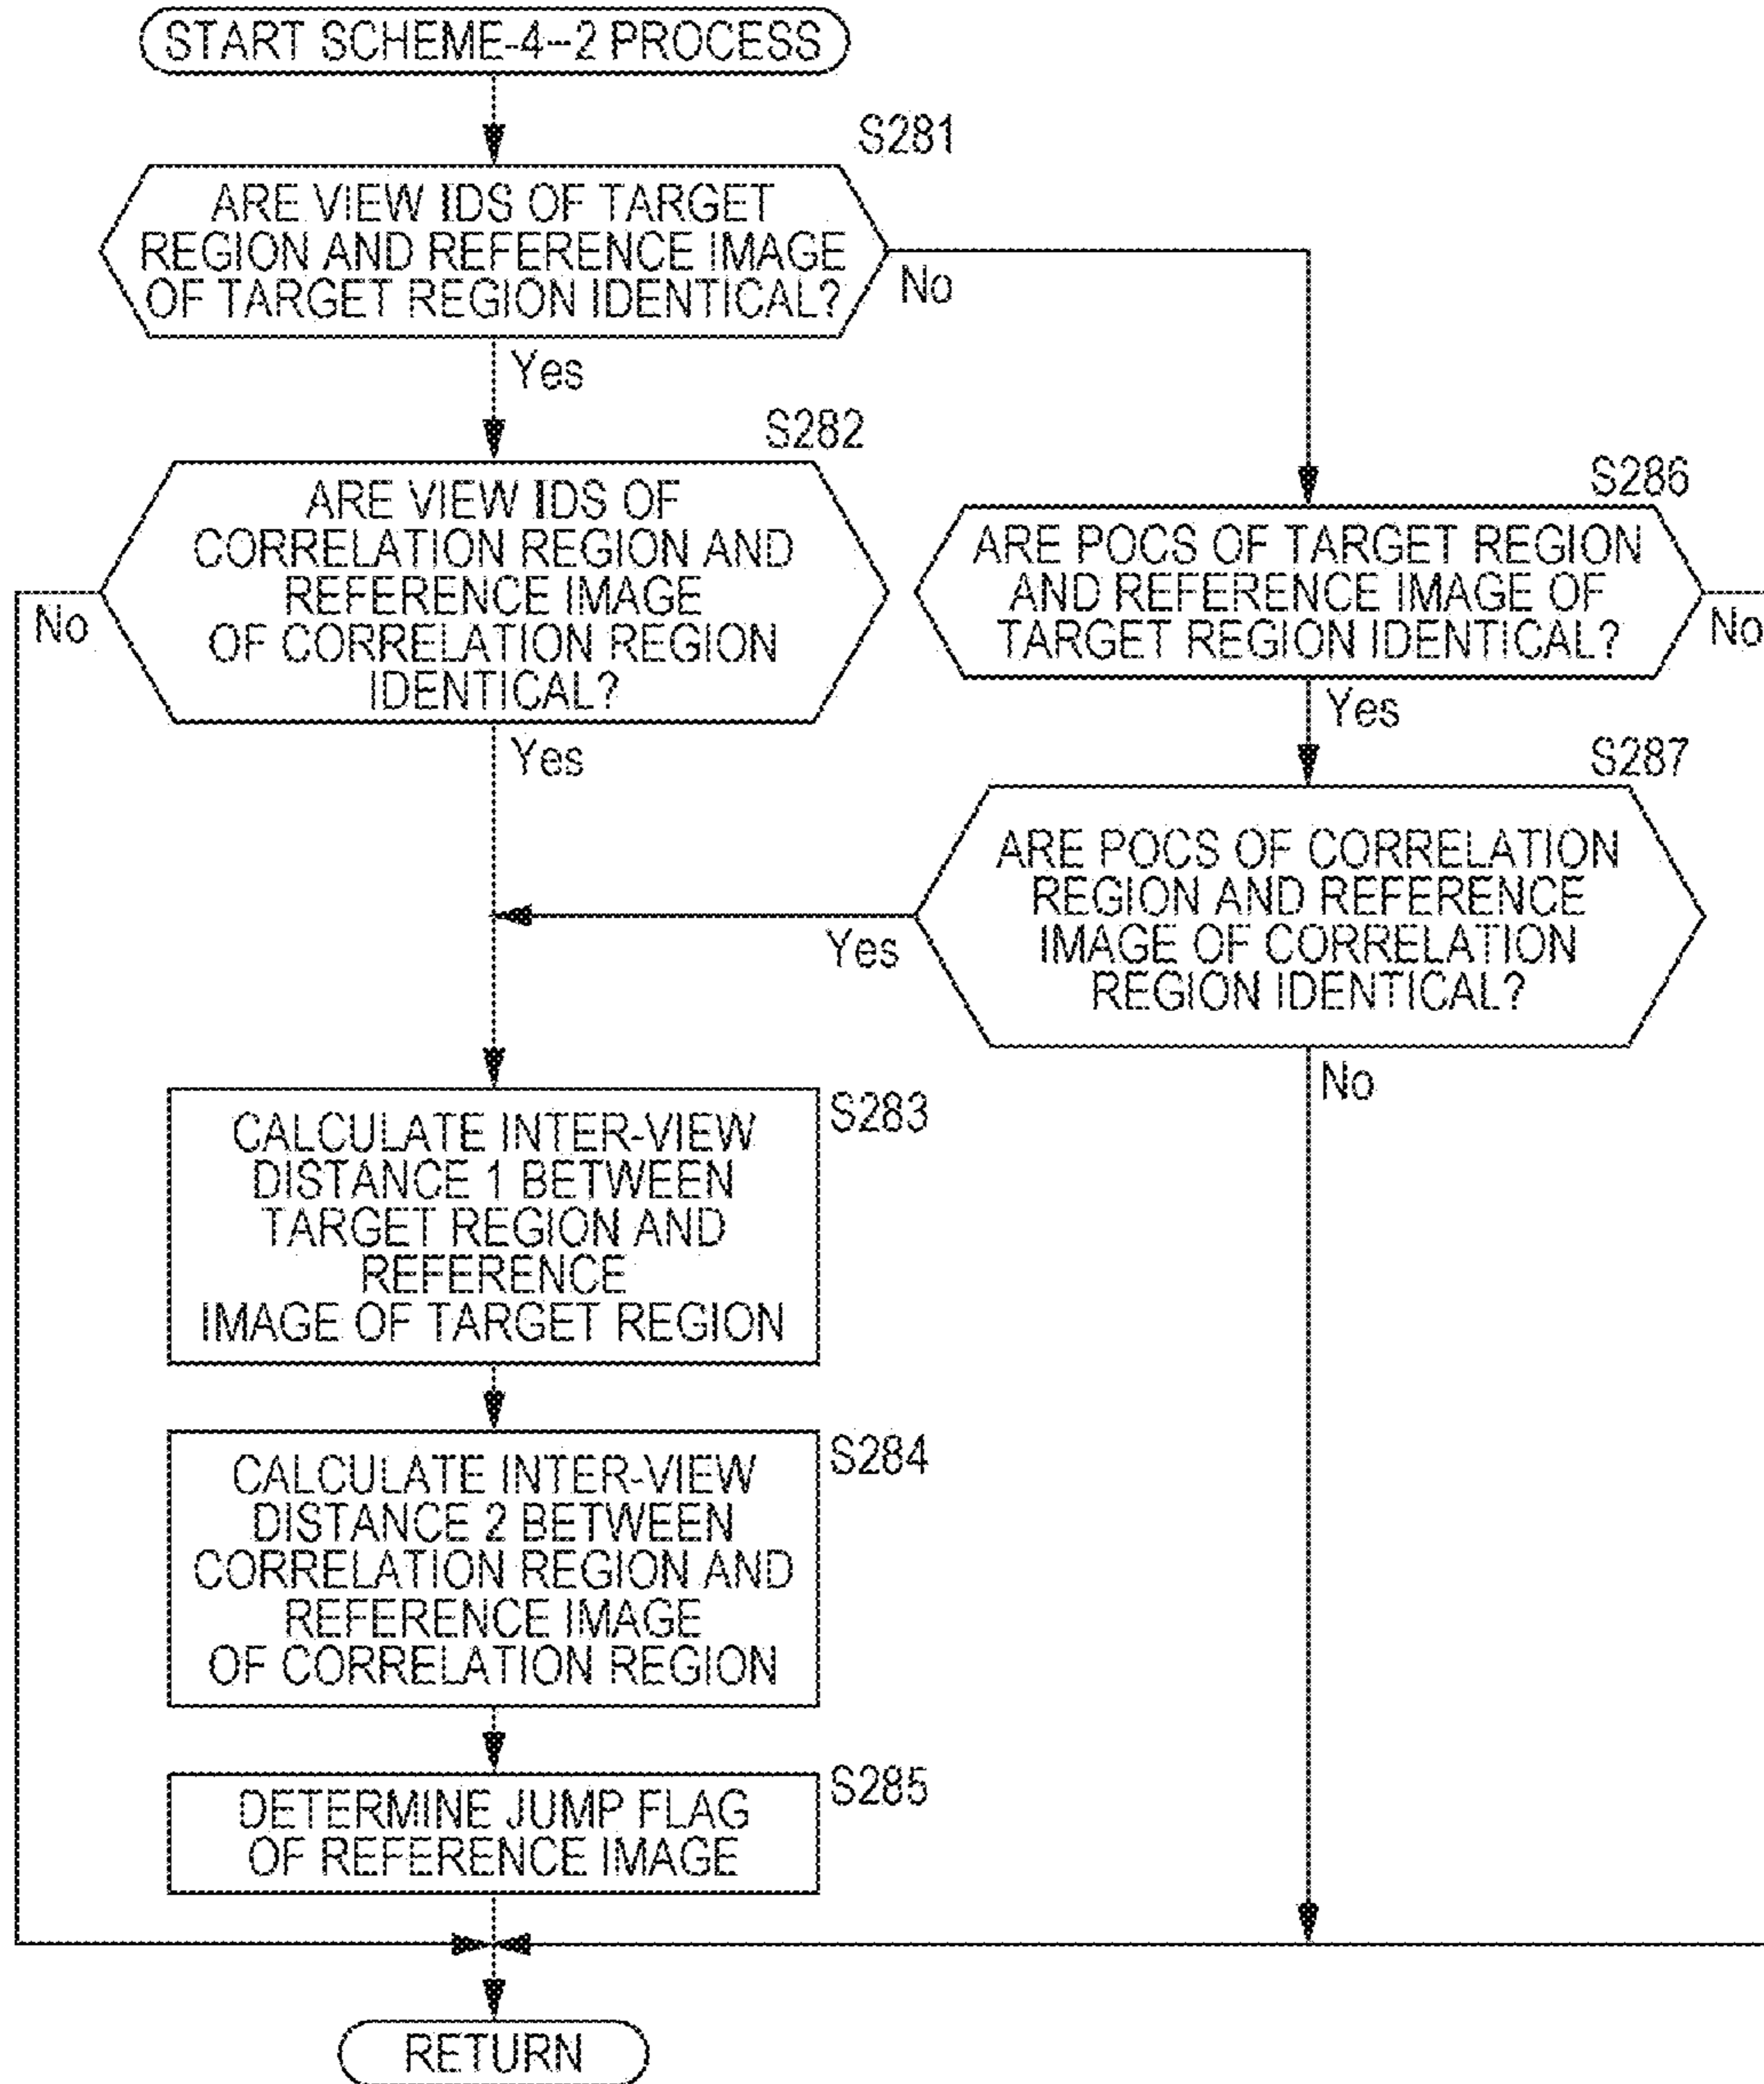 START SCHEME-4--2 PROCESS
S281
ARE VIEW IDS OF TARGET
REGION AND REFERENCE IMAGE
OF TARGET REGION IDENTICAL?
No
Yes
S282
ARE VIEW IDS OF
CORRELATION REGION AND
REFERENCE IMAGE
OF CORRELATION REGION
IDENTICAL?
No
Yes
S286
ARE POCS OF TARGET REGION
AND REFERENCE IMAGE OF
TARGET REGION IDENTICAL?
No
Yes
S287
ARE POCS OF CORRELATION
REGION AND REFERENCE
IMAGE OF CORRELATION
REGION IDENTICAL?
Yes
No
S283
CALCULATE INTER-VIEW
DISTANCE 1 BETWEEN
TARGET REGION AND
REFERENCE
IMAGE OF TARGET REGION
S284
CALCULATE INTER-VIEW
DISTANCE 2 BETWEEN
CORRELATION REGION AND
REFERENCE IMAGE
OF CORRELATION REGION
S285
DETERMINE JUMP FLAG
OF REFERENCE IMAGE
RETURN